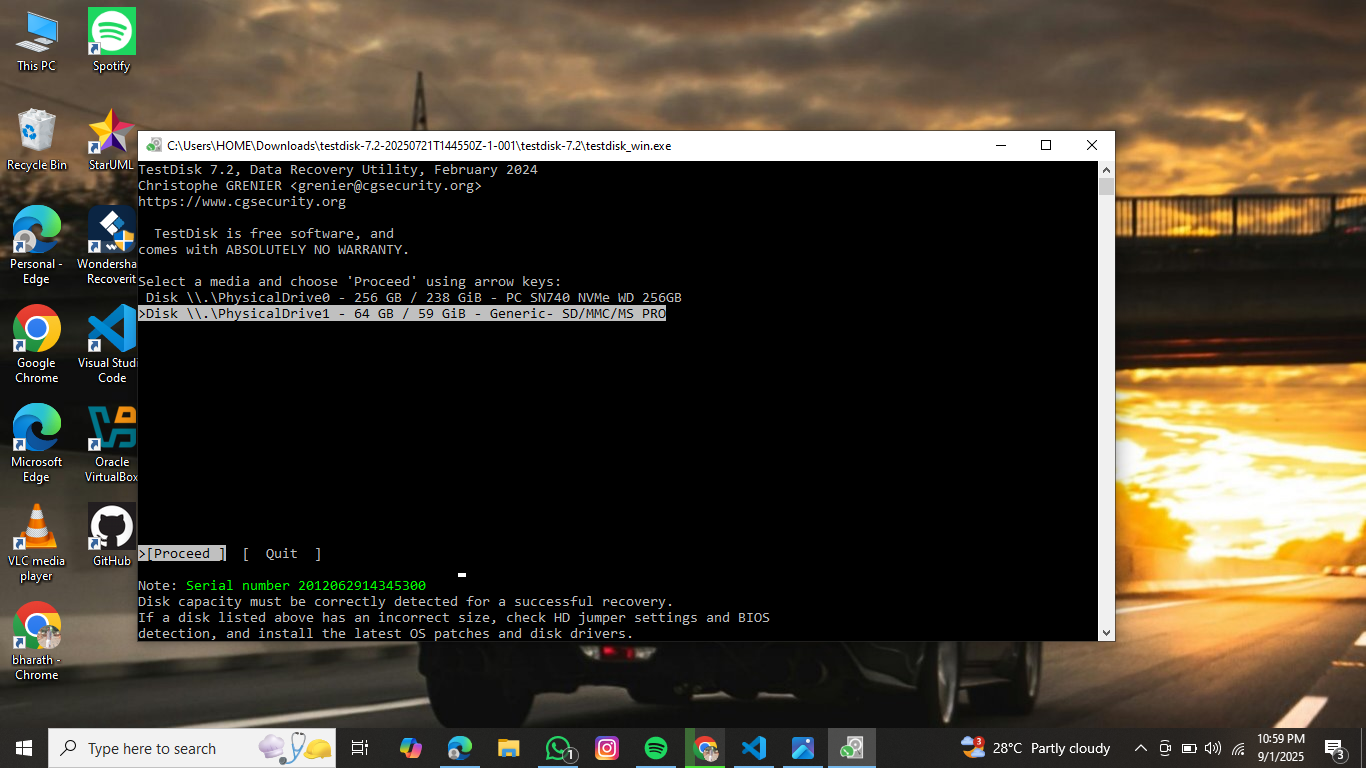 This PC
Spotify
Recycle Bin
StarUML
Personal -
Edge
Wondersha
Recoverit
Google
Chrome
Visual Studi
Code
Microsoft
Edge
Oracle
VirtualBox
VLC media
player
GitHub
bharath -
Chrome
C:\Users\HOME\Downloads\testdisk-7.2-20250721T144550Z-1-001\testdisk-7.2\testdisk_win.exe
TestDisk 7.2, Data Recovery Utility, February 2024
Christophe GRENIER <grenier@cgsecurity.org>
https://www.cgsecurity.org
TestDisk is free software, and
comes with ABSOLUTELY NO WARRANTY.
Select a media and choose 'Proceed' using arrow keys:
Disk \\.\PhysicalDrive0 - 256 GB / 238 GiB - PC SN740 NVMe WD 256GB
>Disk \\.\PhysicalDrive1 - 64 GB / 59 GiB - Generic- SD/MMC/MS PRO
>[Proceed ]  [  Quit  ]
Note: Serial number 2012062914345300
Disk capacity must be correctly detected for a successful recovery.
If a disk listed above has an incorrect size, check HD jumper settings and BIOS
detection, and install the latest OS patches and disk drivers.
Type here to search
1
3
28°C Partly cloudy
10:59 PM
9/1/2025
3